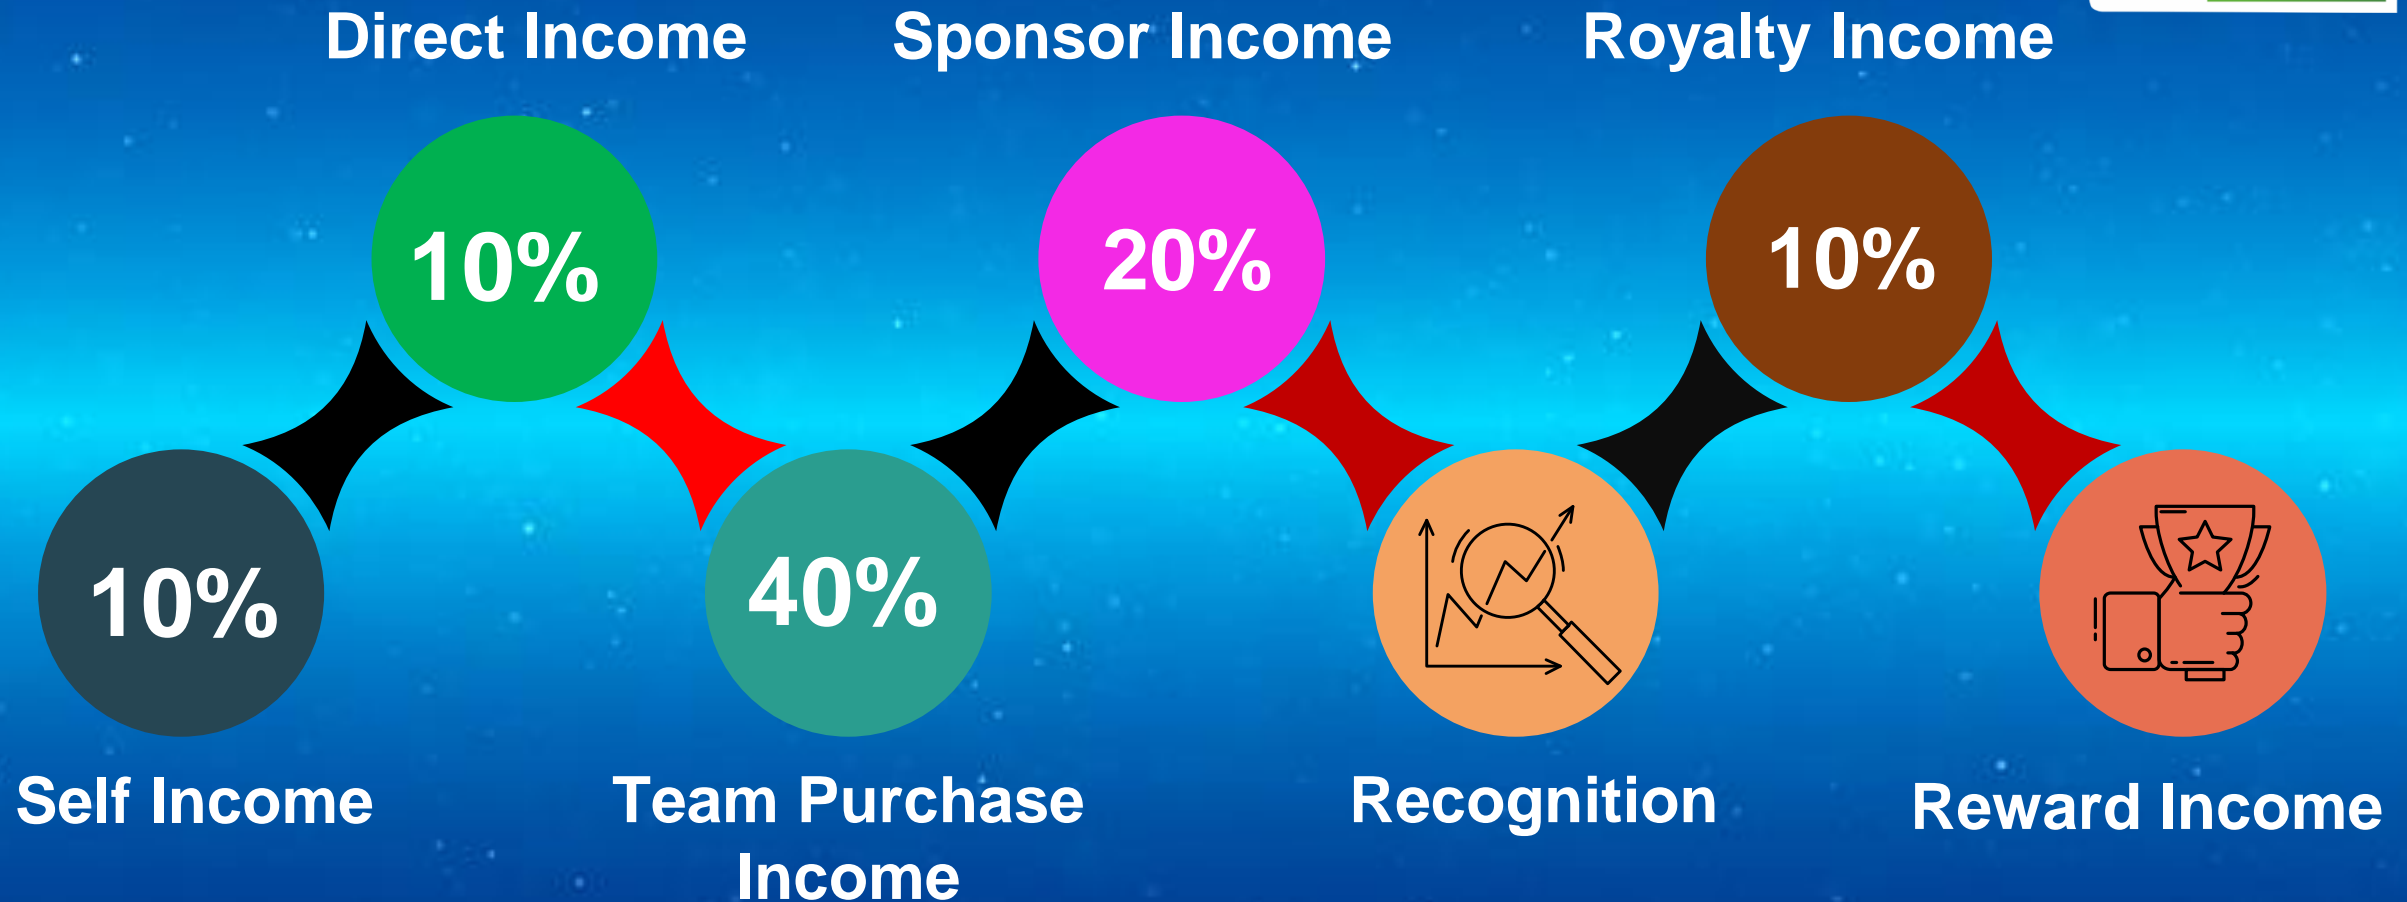 Direct Income
Sponsor Income
Royalty Income
10%
20%
10%
10%
40%
Self Income
Team Purchase
Income
Recognition
Reward Income